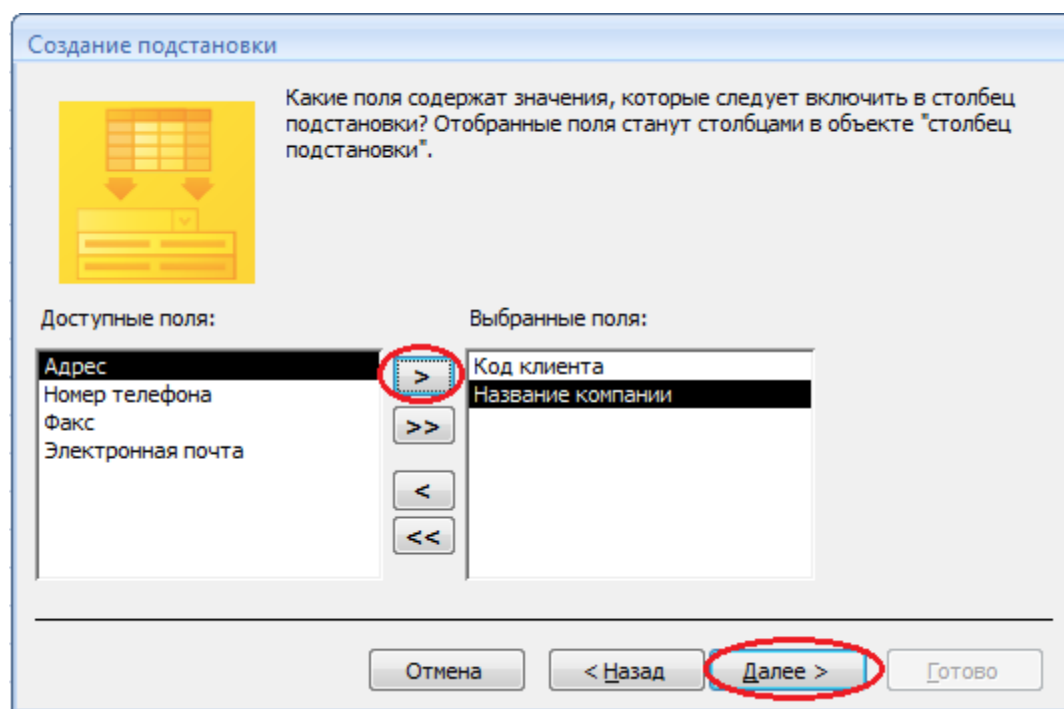 Создание подстановки
Какие поля содержат значения, которые следует включить в столбец
подстановки? Отобранные поля станут столбцами в объекте "столбец
подстановки".
Доступные поля:
Выбранные поля:
Адрес
Номер телефона
Факс
Электронная почта
>
>>
<
<<
Код клиента
Название компании
Отмена
< Назад
Далее >
Готово